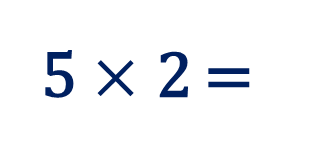 5 × 2 =